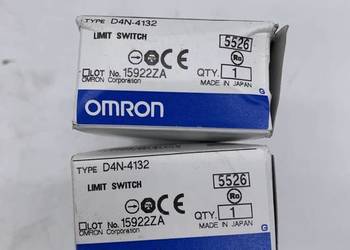 TYPE D4N-4132
LIMIT SWITCH
5526
LOT No. 15922ZA
QTY. 1
OMRON Corporation
MADE IN JAPAN
OMRON
G
TYPE D4N-4132
LIMIT SWITCH
5526
LOT No. 15922ZA
QTY. 1
OMRON Corporation
MADE IN JAPAN
G